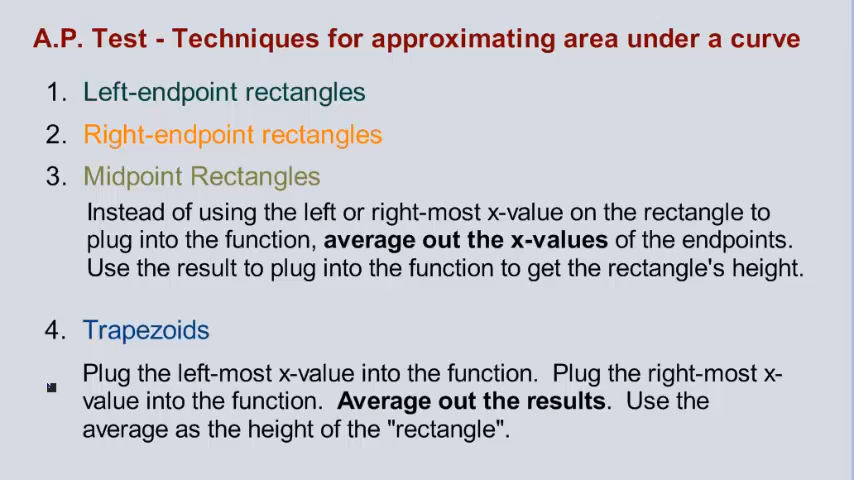 A.P. Test - Techniques for approximating area under a curve
1. Left-endpoint rectangles
2. Right-endpoint rectangles
3. Midpoint Rectangles
Instead of using the left or right-most x-value on the rectangle to
plug into the function, average out the x-values of the endpoints.
Use the result to plug into the function to get the rectangle's height.
4. Trapezoids
Plug the left-most x-value into the function.  Plug the right-most x-
value into the function.  Average out the results.  Use the
average as the height of the "rectangle".